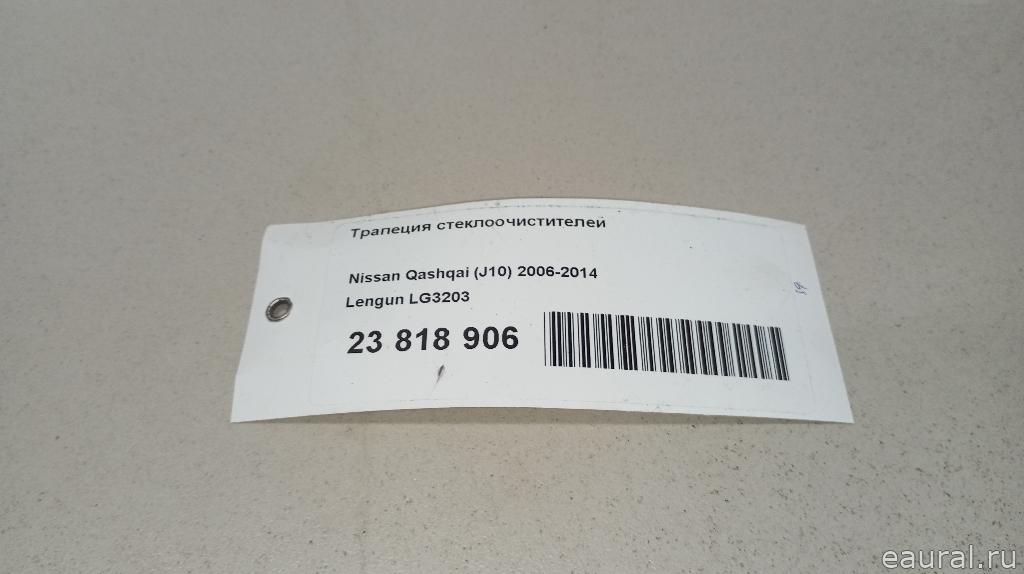 Трапеция стеклоочистителей
Nissan Qashqai (J10) 2006-2014
Lengun LG3203
23 818 906
eaural.ru